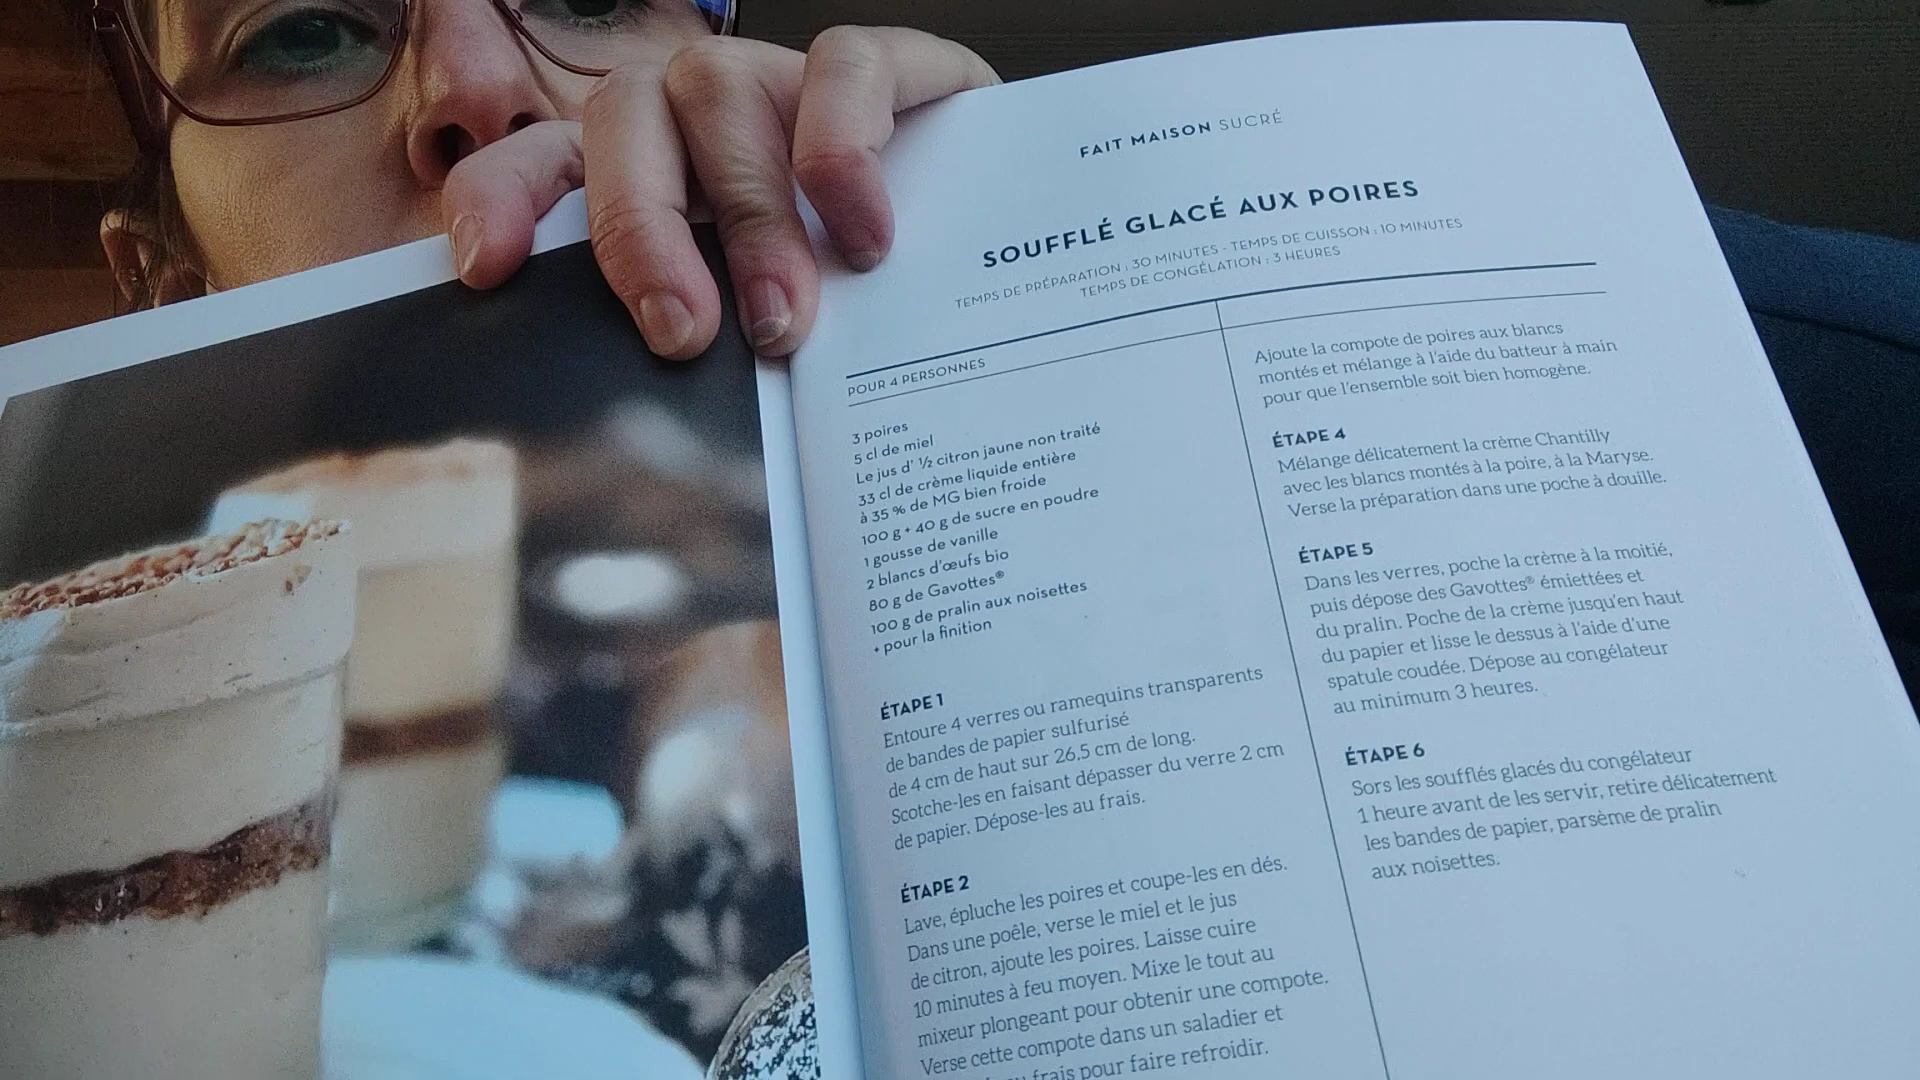 FAIT MAISON SUCRÉ
SOUFFLÉ GLACÉ AUX POIRES
TEMPS DE PRÉPARATION : 30 MINUTES - TEMPS DE CUISSON : 10 MINUTES
TEMPS DE CONGÉLATION : 3 HEURES
POUR 4 PERSONNES
3 poires
5 cl de miel
Le jus d' ½ citron jaune non traité
33 cl de crème liquide entière
à 35 % de MG bien froide
100 g + 40 g de sucre en poudre
1 gousse de vanille
2 blancs d'œufs bio
80 g de Gavottes®
100 g de pralin aux noisettes
+ pour la finition
ÉTAPE 1
Entoure 4 verres ou ramequins transparents
de bandes de papier sulfurisé
de 4 cm de haut sur 26,5 cm de long.
Scotche-les en faisant dépasser du verre 2 cm
de papier. Dépose-les au frais.
ÉTAPE 2
Lave, épluche les poires et coupe-les en dés.
Dans une poêle, verse le miel et le jus
de citron, ajoute les poires. Laisse cuire
10 minutes à feu moyen. Mixe le tout au
mixeur plongeant pour obtenir une compote.
Verse cette compote dans un saladier et
frais pour faire refroidir.
Ajoute la compote de poires aux blancs
montés et mélange à l'aide du batteur à main
pour que l'ensemble soit bien homogène.
ÉTAPE 4
Mélange délicatement la crème Chantilly
avec les blancs montés à la poire, à la Maryse.
Verse la préparation dans une poche à douille.
ÉTAPE 5
Dans les verres, poche la crème à la moitié,
puis dépose des Gavottes® émiettées et
du pralin. Poche de la crème jusqu'en haut
du papier et lisse le dessus à l'aide d'une
spatule coudée. Dépose au congélateur
au minimum 3 heures.
ÉTAPE 6
Sors les soufflés glacés du congélateur
1 heure avant de les servir, retire délicatement
les bandes de papier, parsème de pralin
aux noisettes.